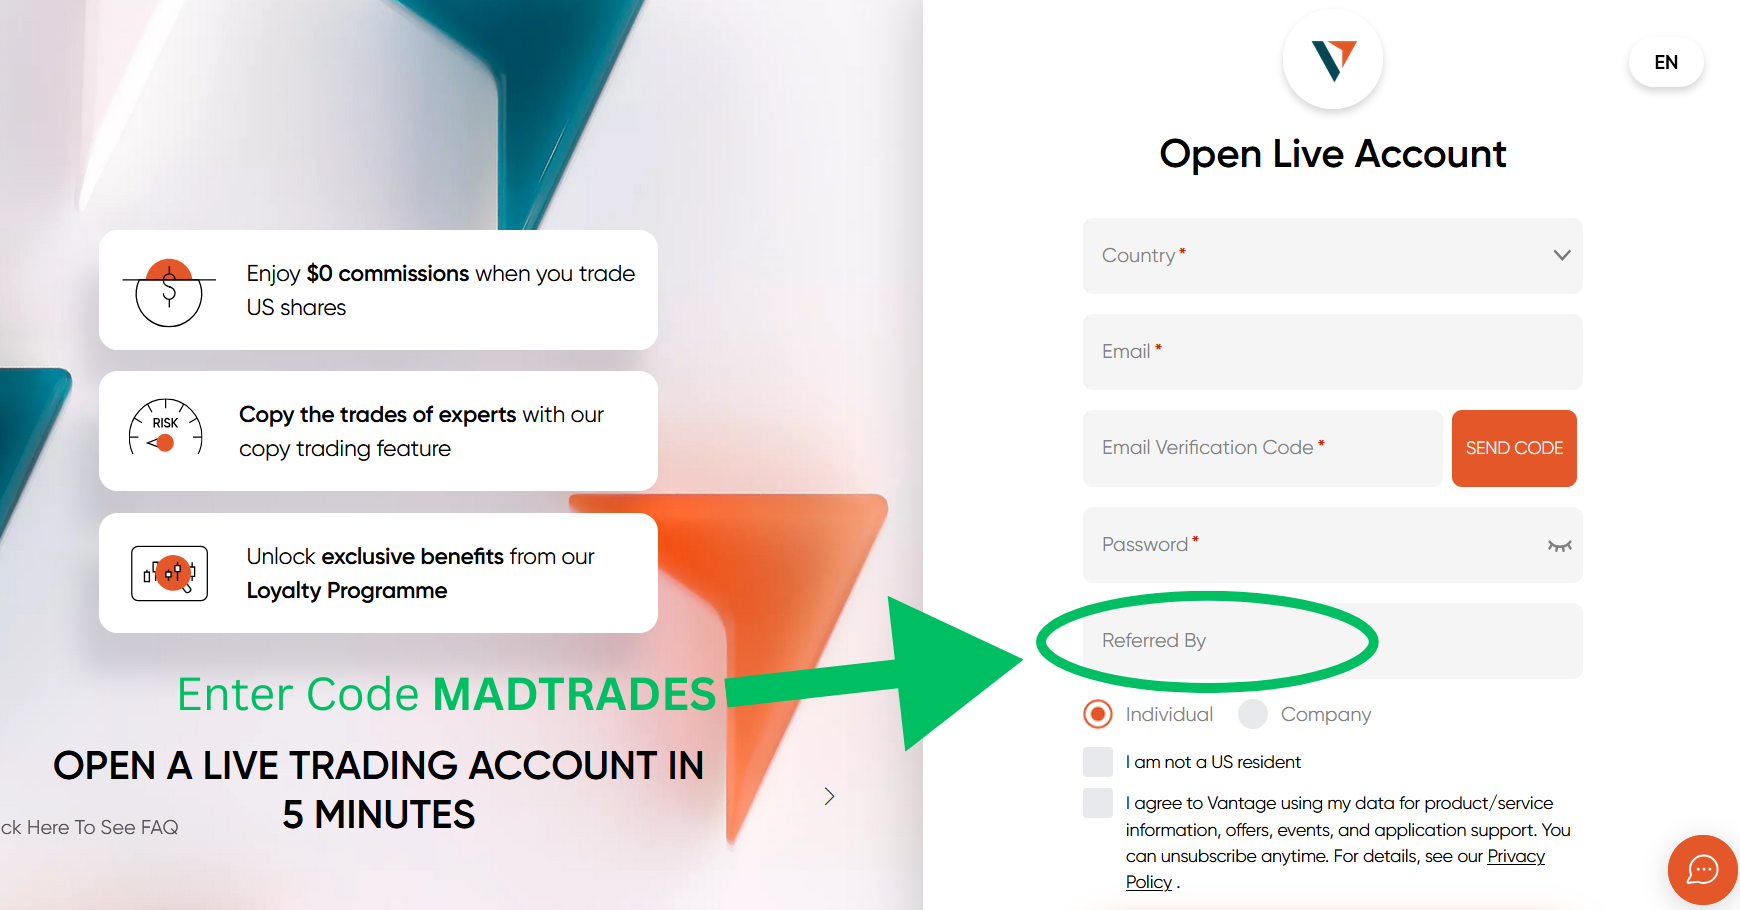 Enjoy $0 commissions when you trade
US shares
RISK
Copy the trades of experts with our
copy trading feature
Unlock exclusive benefits from our
Loyalty Programme
Enter Code MADTRADES
OPEN A LIVE TRADING ACCOUNT IN
5 MINUTES
ck Here To See FAQ
EN
Open Live Account
Country *
Email *
Email Verification Code *
SEND CODE
Password *
Referred By
Individual
Company
I am not a US resident
I agree to Vantage using my data for product/service
information, offers, events, and application support. You
can unsubscribe anytime. For details, see our Privacy
Policy .